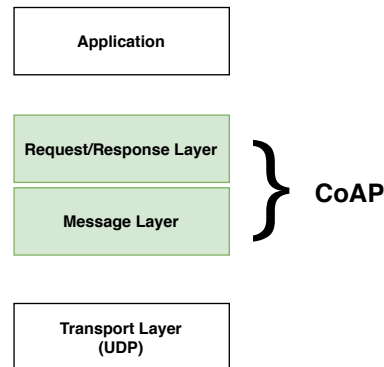 Application
Request/Response Layer
Message Layer
CoAP
Transport Layer
(UDP)